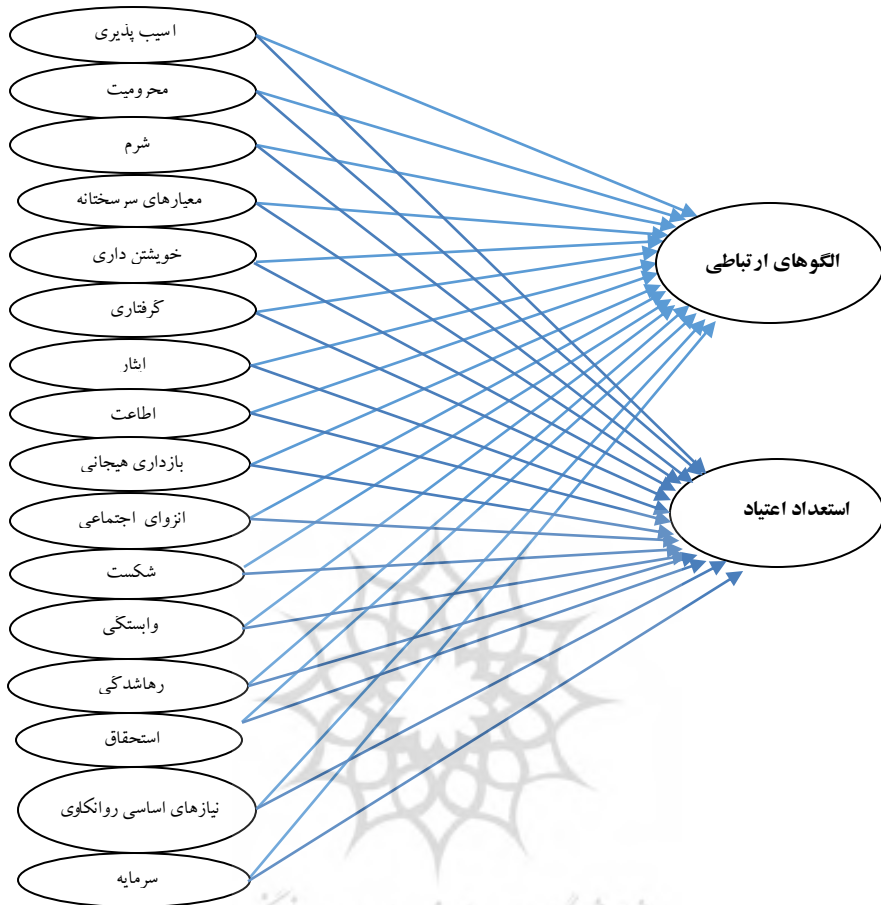 اسیب پذیری
محرومیت
شرم
معیارهای سرسختانه
خویشتن داری
گرفتاری
ایثار
اطاعت
بازداری هیجانی
انزوای اجتماعی
شکست
وابستگی
رهاشدگی
استحقاق
نیازهای اساسی روانکاوی
سرمایه
الگوهای ارتباطی
استعداد اعتیاد